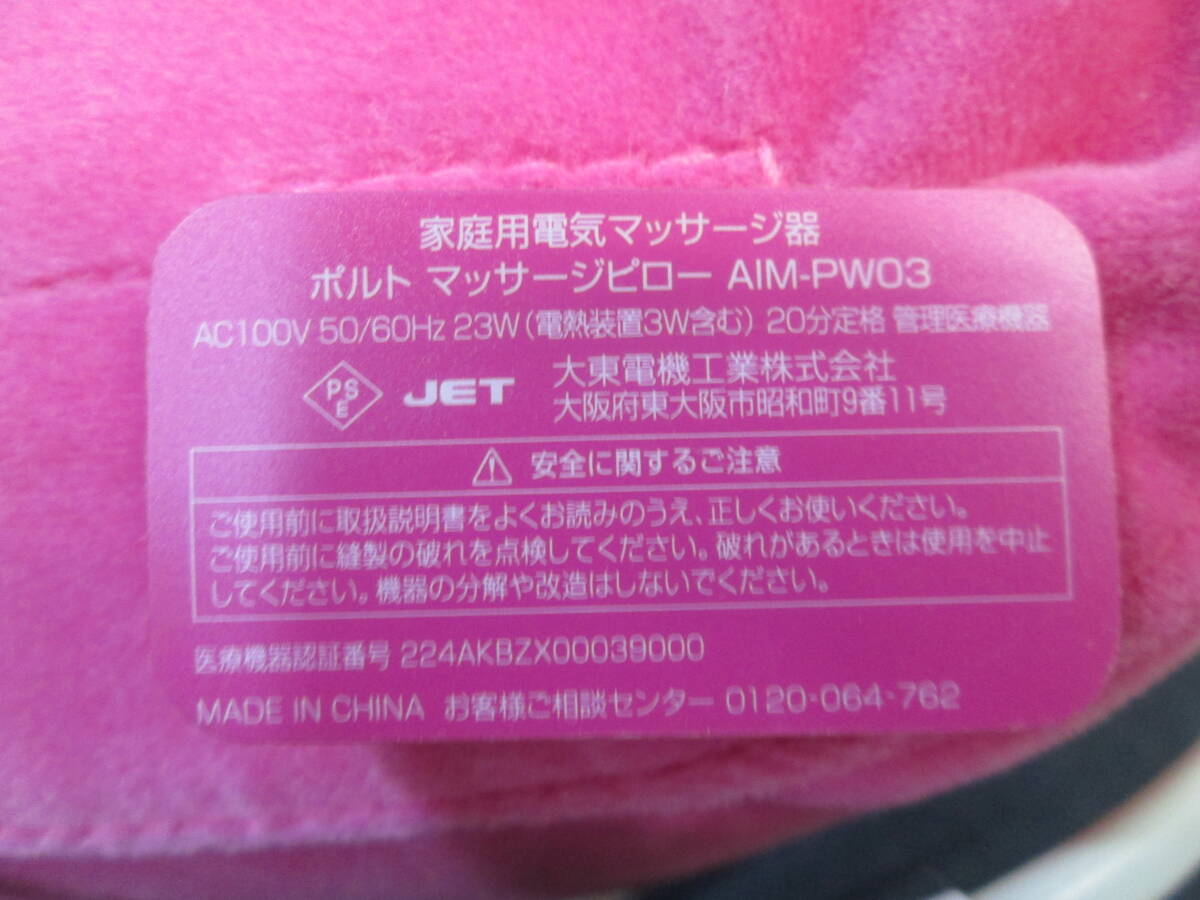 家庭用電気マッサージ器
ポルト マッサージピロー AIM-PW03
AC100V 50/60Hz 23W（電熱装置3W含む） 20分定格 管理医療機器
PSE JET 大東電機工業株式会社
大阪府東大阪市昭和町9番11号
⚠ 安全に関するご注意
ご使用前に取扱説明書をよくお読みのうえ、正しくお使いください。
ご使用前に縫製の破れを点検してください。破れがあるときは使用を中止
してください。機器の分解や改造はしないでください。
医療機器認証番号 224AKBZX00039000
MADE IN CHINA お客様ご相談センター 0120-064-762